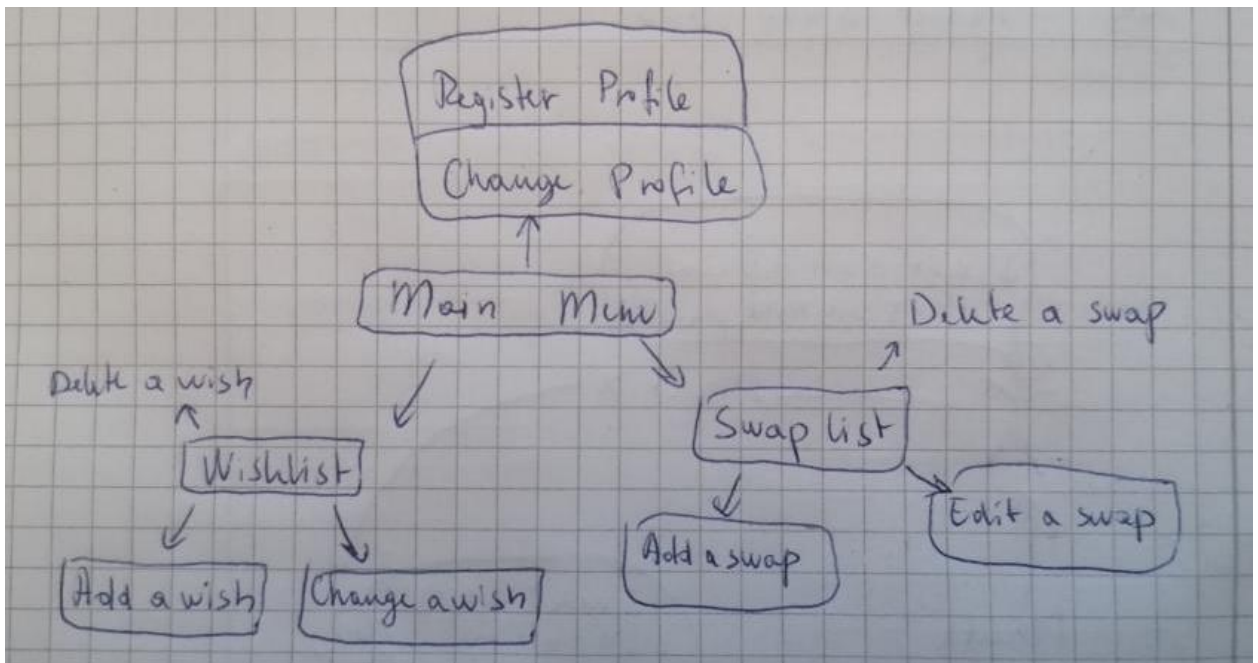 Register Profile
Change Profile
Main Menu
Delete a swap
Delete a wish
Swap list
Wishlist
Edit a swap
Add a swap
Add a wish
Change a wish